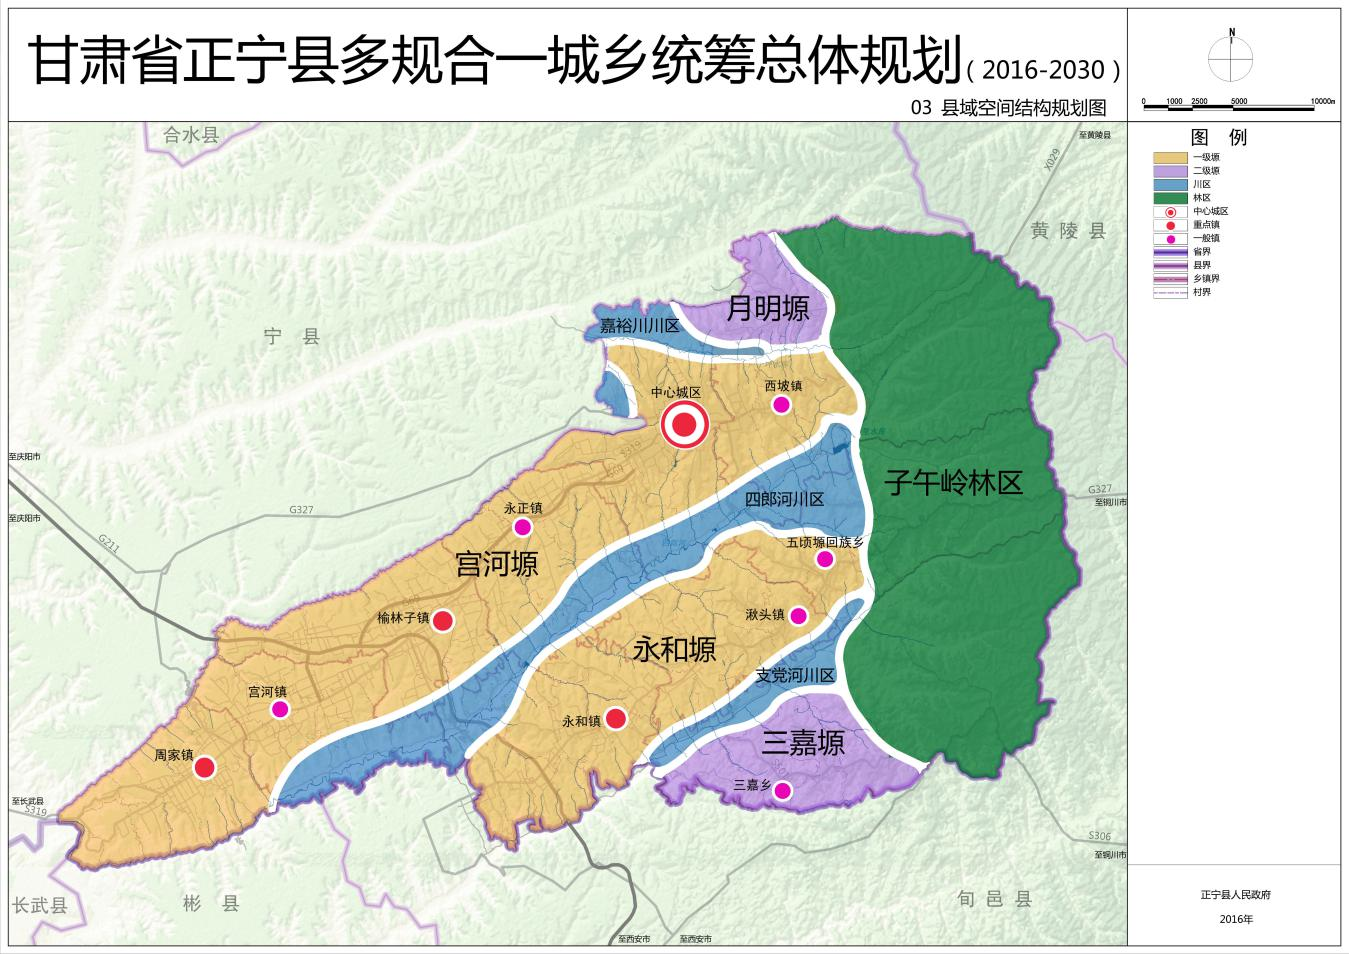 甘肃省正宁县多规合一城乡统筹总体规划（2016-2030）
03 县域空间结构规划图
N
0 1000 2500 5000 10000m
图 例
一级塬
二级塬
川区
林区
中心城区
重点镇
一般镇
省界
县界
乡镇界
村界
合水县
至黄陵县
X029
黄陵县
月明塬
嘉裕川川区
宁县
中心城区
西坡镇
S319
G69
子午岭林区
至庆阳市
G327
至铜川市
四郎河川区
G327
永正镇
至庆阳市
G211
五顷塬回族乡
宫河塬
G69
榆林子镇
湫头镇
永和塬
支党河川区
宫河镇
永和镇
三嘉塬
周家镇
三嘉乡
至长武县
S319
S306
至铜川市
长武县
彬县
旬邑县
至西安市
至西安市
正宁县人民政府
2016年